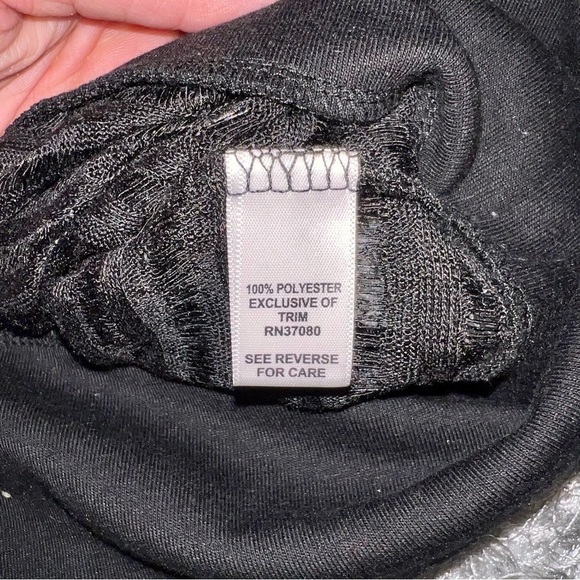 100% POLYESTER
EXCLUSIVE OF
TRIM
RN37080
SEE REVERSE
FOR CARE